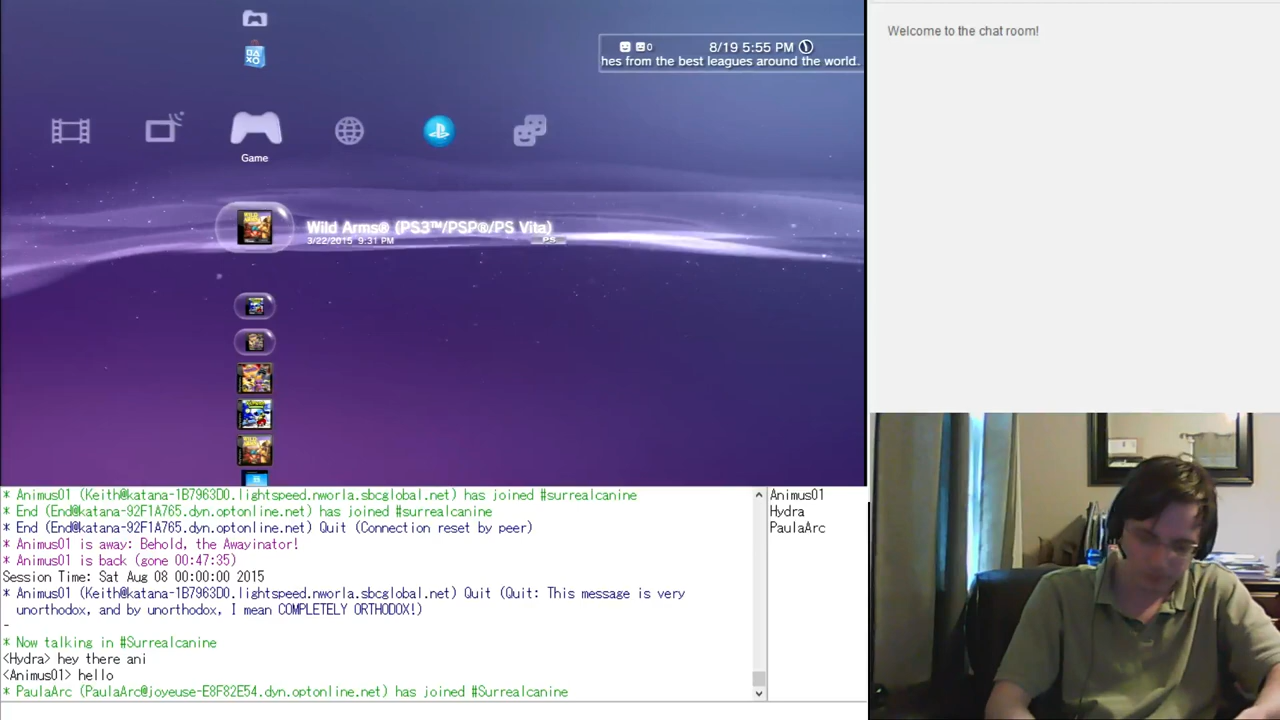 8/19 5:55 PM
hes from the best leagues around the world.
Game
Wild Arms® (PS3™/PSP®/PS Vita)
3/22/2015 9:31 PM
PS
Welcome to the chat room!
* Animus01 (Keith@katana-1B7963D0.lightspeed.nworla.sbcglobal.net) has joined #surrealcanine
* End (End@katana-92F1A765.dyn.optonline.net) has joined #surrealcanine
* End (End@katana-92F1A765.dyn.optonline.net) Quit (Connection reset by peer)
* Animus01 is away: Behold, the Awayinator!
* Animus01 is back (gone 00:47:35)
Session Time: Sat Aug 08 00:00:00 2015
* Animus01 (Keith@katana-1B7963D0.lightspeed.nworla.sbcglobal.net) Quit (Quit: This message is very
unorthodox, and by unorthodox, I mean COMPLETELY ORTHODOX!)
-
* Now talking in #Surrealcanine
<Hydra> hey there ani
<Animus01> hello
* PaulaArc (PaulaArc@joyeuse-E8F82E54.dyn.optonline.net) has joined #Surrealcanine
Animus01
Hydra
PaulaArc